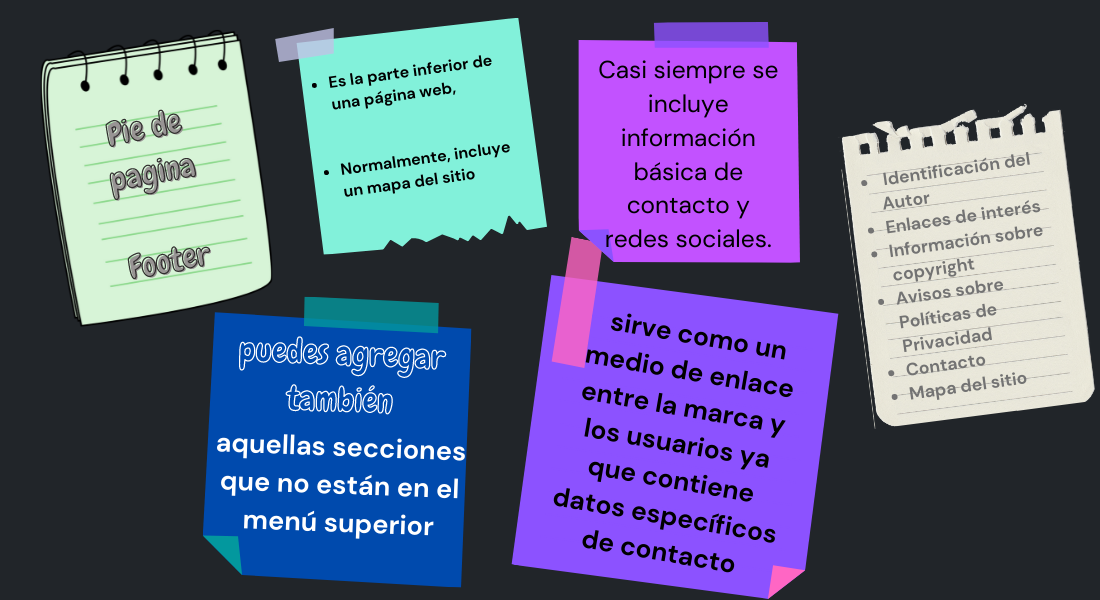 Pie de
pagina
Footer
• Es la parte inferior de
una página web,
• Normalmente, incluye
un mapa del sitio
Casi siempre se
incluye
información
básica de
contacto y
redes sociales.
• Identificación del
Autor
• Enlaces de interés
• Información sobre
copyright
• Avisos sobre
Políticas de
Privacidad
• Contacto
• Mapa del sitio
puedes agregar
también
aquellas secciones
que no están en el
menú superior
sirve como un
medio de enlace
entre la marca y
los usuarios ya
que contiene
datos específicos
de contacto